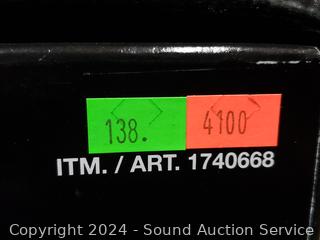 138. 4100
ITM. / ART. 1740668
Copyright © 2024 - Sound Auction Service